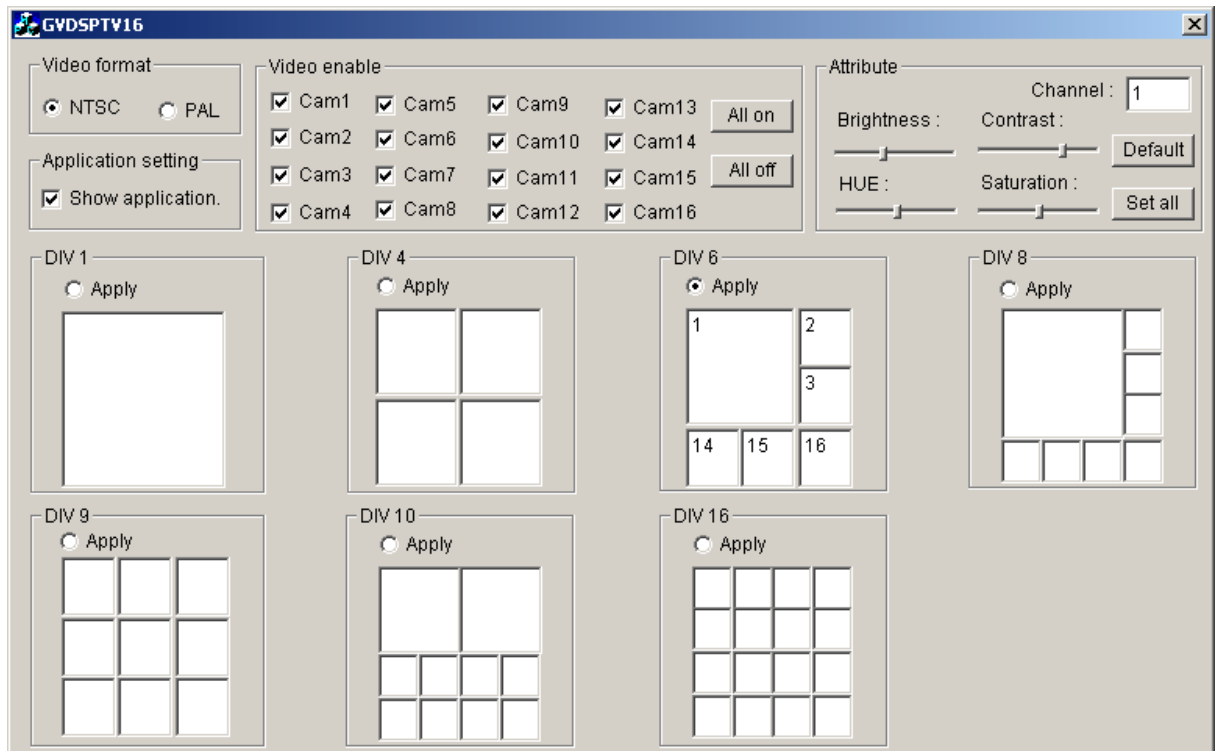 GVDSPTV16
Video format
NTSC PAL
Application setting
Show application.
Video enable
Cam1 Cam5 Cam9 Cam13
Cam2 Cam6 Cam10 Cam14
Cam3 Cam7 Cam11 Cam15
Cam4 Cam8 Cam12 Cam16
All on
All off
Attribute
Channel : 1
Brightness : Contrast :
Default
HUE : Saturation :
Set all
DIV 1
Apply
DIV 4
Apply
DIV 6
Apply
1 2
3
14 15 16
DIV 8
Apply
DIV 9
Apply
DIV 10
Apply
DIV 16
Apply